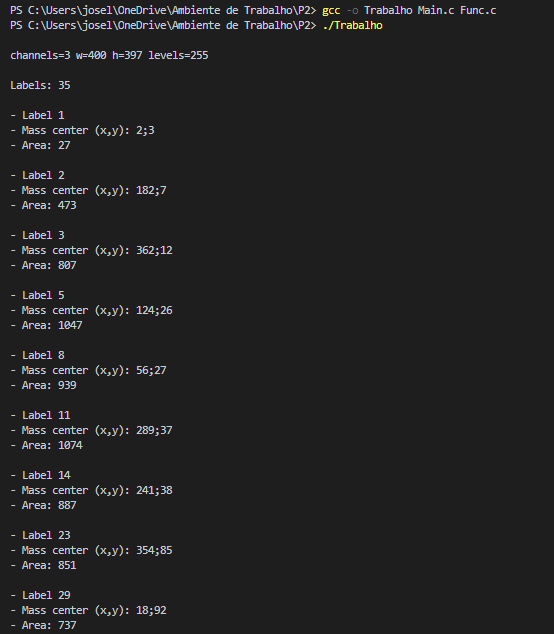 PS C:\Users\josel\OneDrive\Ambiente de Trabalho\P2> gcc -o Trabalho Main.c Func.c
PS C:\Users\josel\OneDrive\Ambiente de Trabalho\P2> ./Trabalho
channels=3 w=400 h=397 levels=255
Labels: 35
- Label 1
- Mass center (x,y): 2;3
- Area: 27
- Label 2
- Mass center (x,y): 182;7
- Area: 473
- Label 3
- Mass center (x,y): 362;12
- Area: 807
- Label 5
- Mass center (x,y): 124;26
- Area: 1047
- Label 8
- Mass center (x,y): 56;27
- Area: 939
- Label 11
- Mass center (x,y): 289;37
- Area: 1074
- Label 14
- Mass center (x,y): 241;38
- Area: 887
- Label 23
- Mass center (x,y): 354;85
- Area: 851
- Label 29
- Mass center (x,y): 18;92
- Area: 737